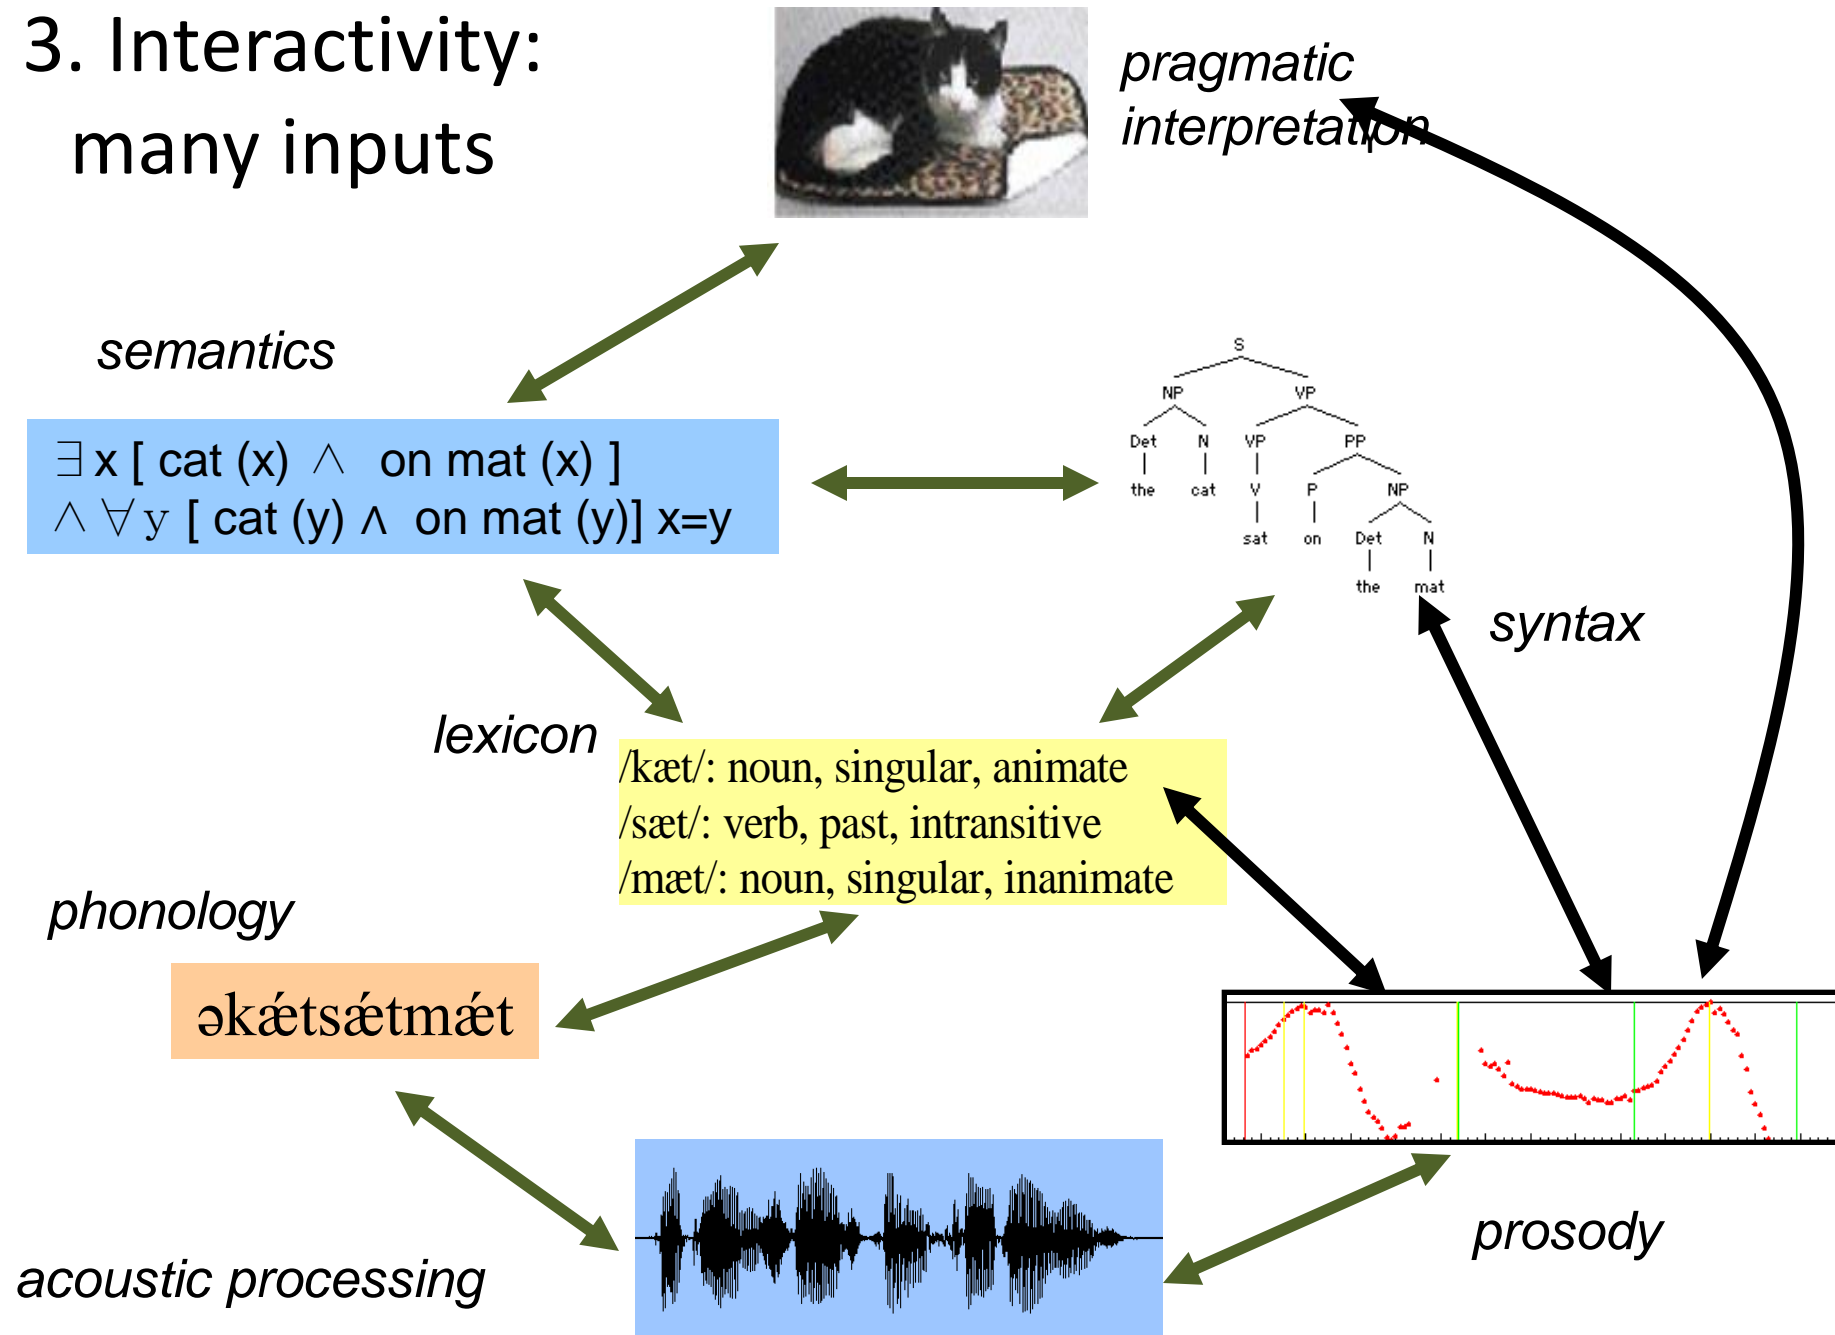 3. Interactivity:
many inputs
pragmatic
interpretation
semantics
∃ x [ cat (x) ∧ on mat (x) ]
∧ ∀ y [ cat (y) ∧ on mat (y)] x=y
S
NP VP
Det N VP PP
the cat V P NP
sat on Det N
the mat
syntax
lexicon
/kæt/: noun, singular, animate
/sæt/: verb, past, intransitive
/mæt/: noun, singular, inanimate
phonology
əkǽtsǽtmǽt
prosody
acoustic processing